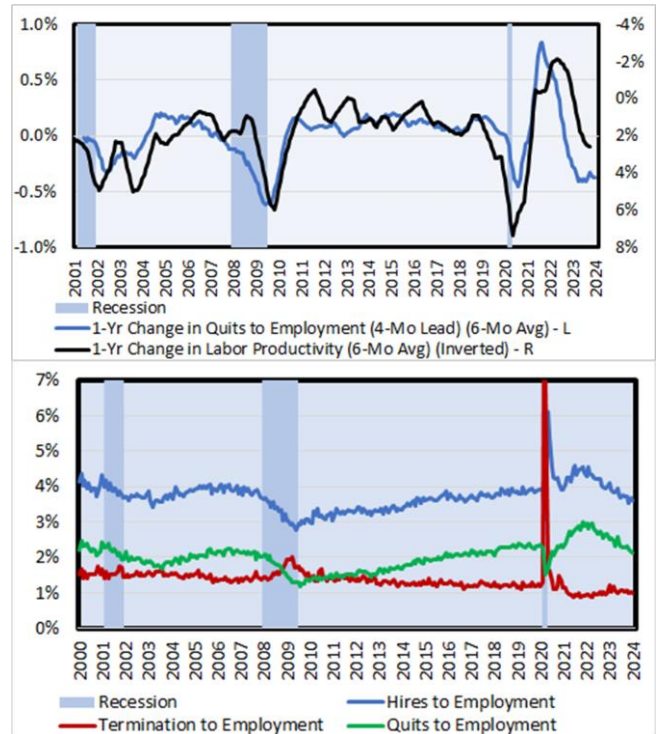 1.0%
0.5%
0.0%
-0.5%
-1.0%
-4%
-2%
0%
2%
4%
6%
8%
2001 2002 2003 2004 2005 2006 2007 2008 2009 2010 2011 2012 2013 2014 2015 2016 2017 2018 2019 2020 2021 2022 2023 2024
Recession
1-Yr Change in Quits to Employment (4-Mo Lead) (6-Mo Avg) - L
1-Yr Change in Labor Productivity (6-Mo Avg) (Inverted) - R
7%
6%
5%
4%
3%
2%
1%
0%
2000 2001 2002 2003 2004 2005 2006 2007 2008 2009 2010 2011 2012 2013 2014 2015 2016 2017 2018 2019 2020 2021 2022 2023 2024
Recession Hires to Employment
Termination to Employment Quits to Employment